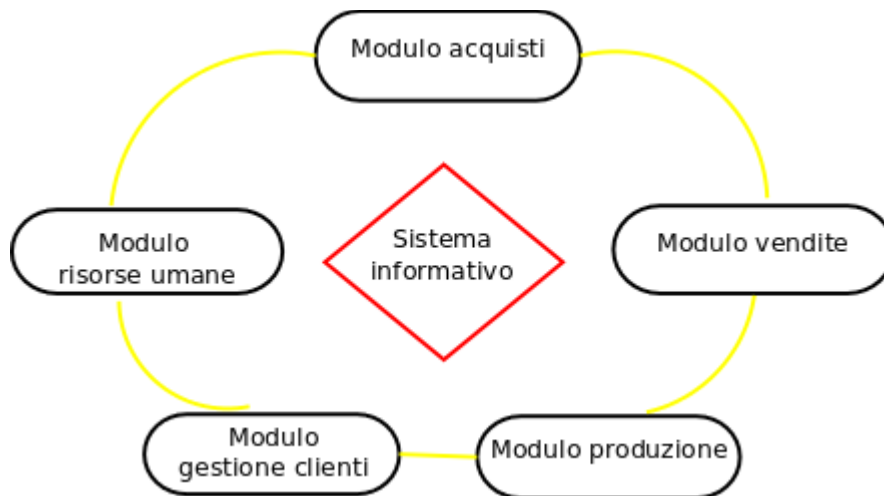 Modulo acquisti
Modulo
risorse umane
Sistema
informativo
Modulo vendite
Modulo
gestione clienti
Modulo produzione